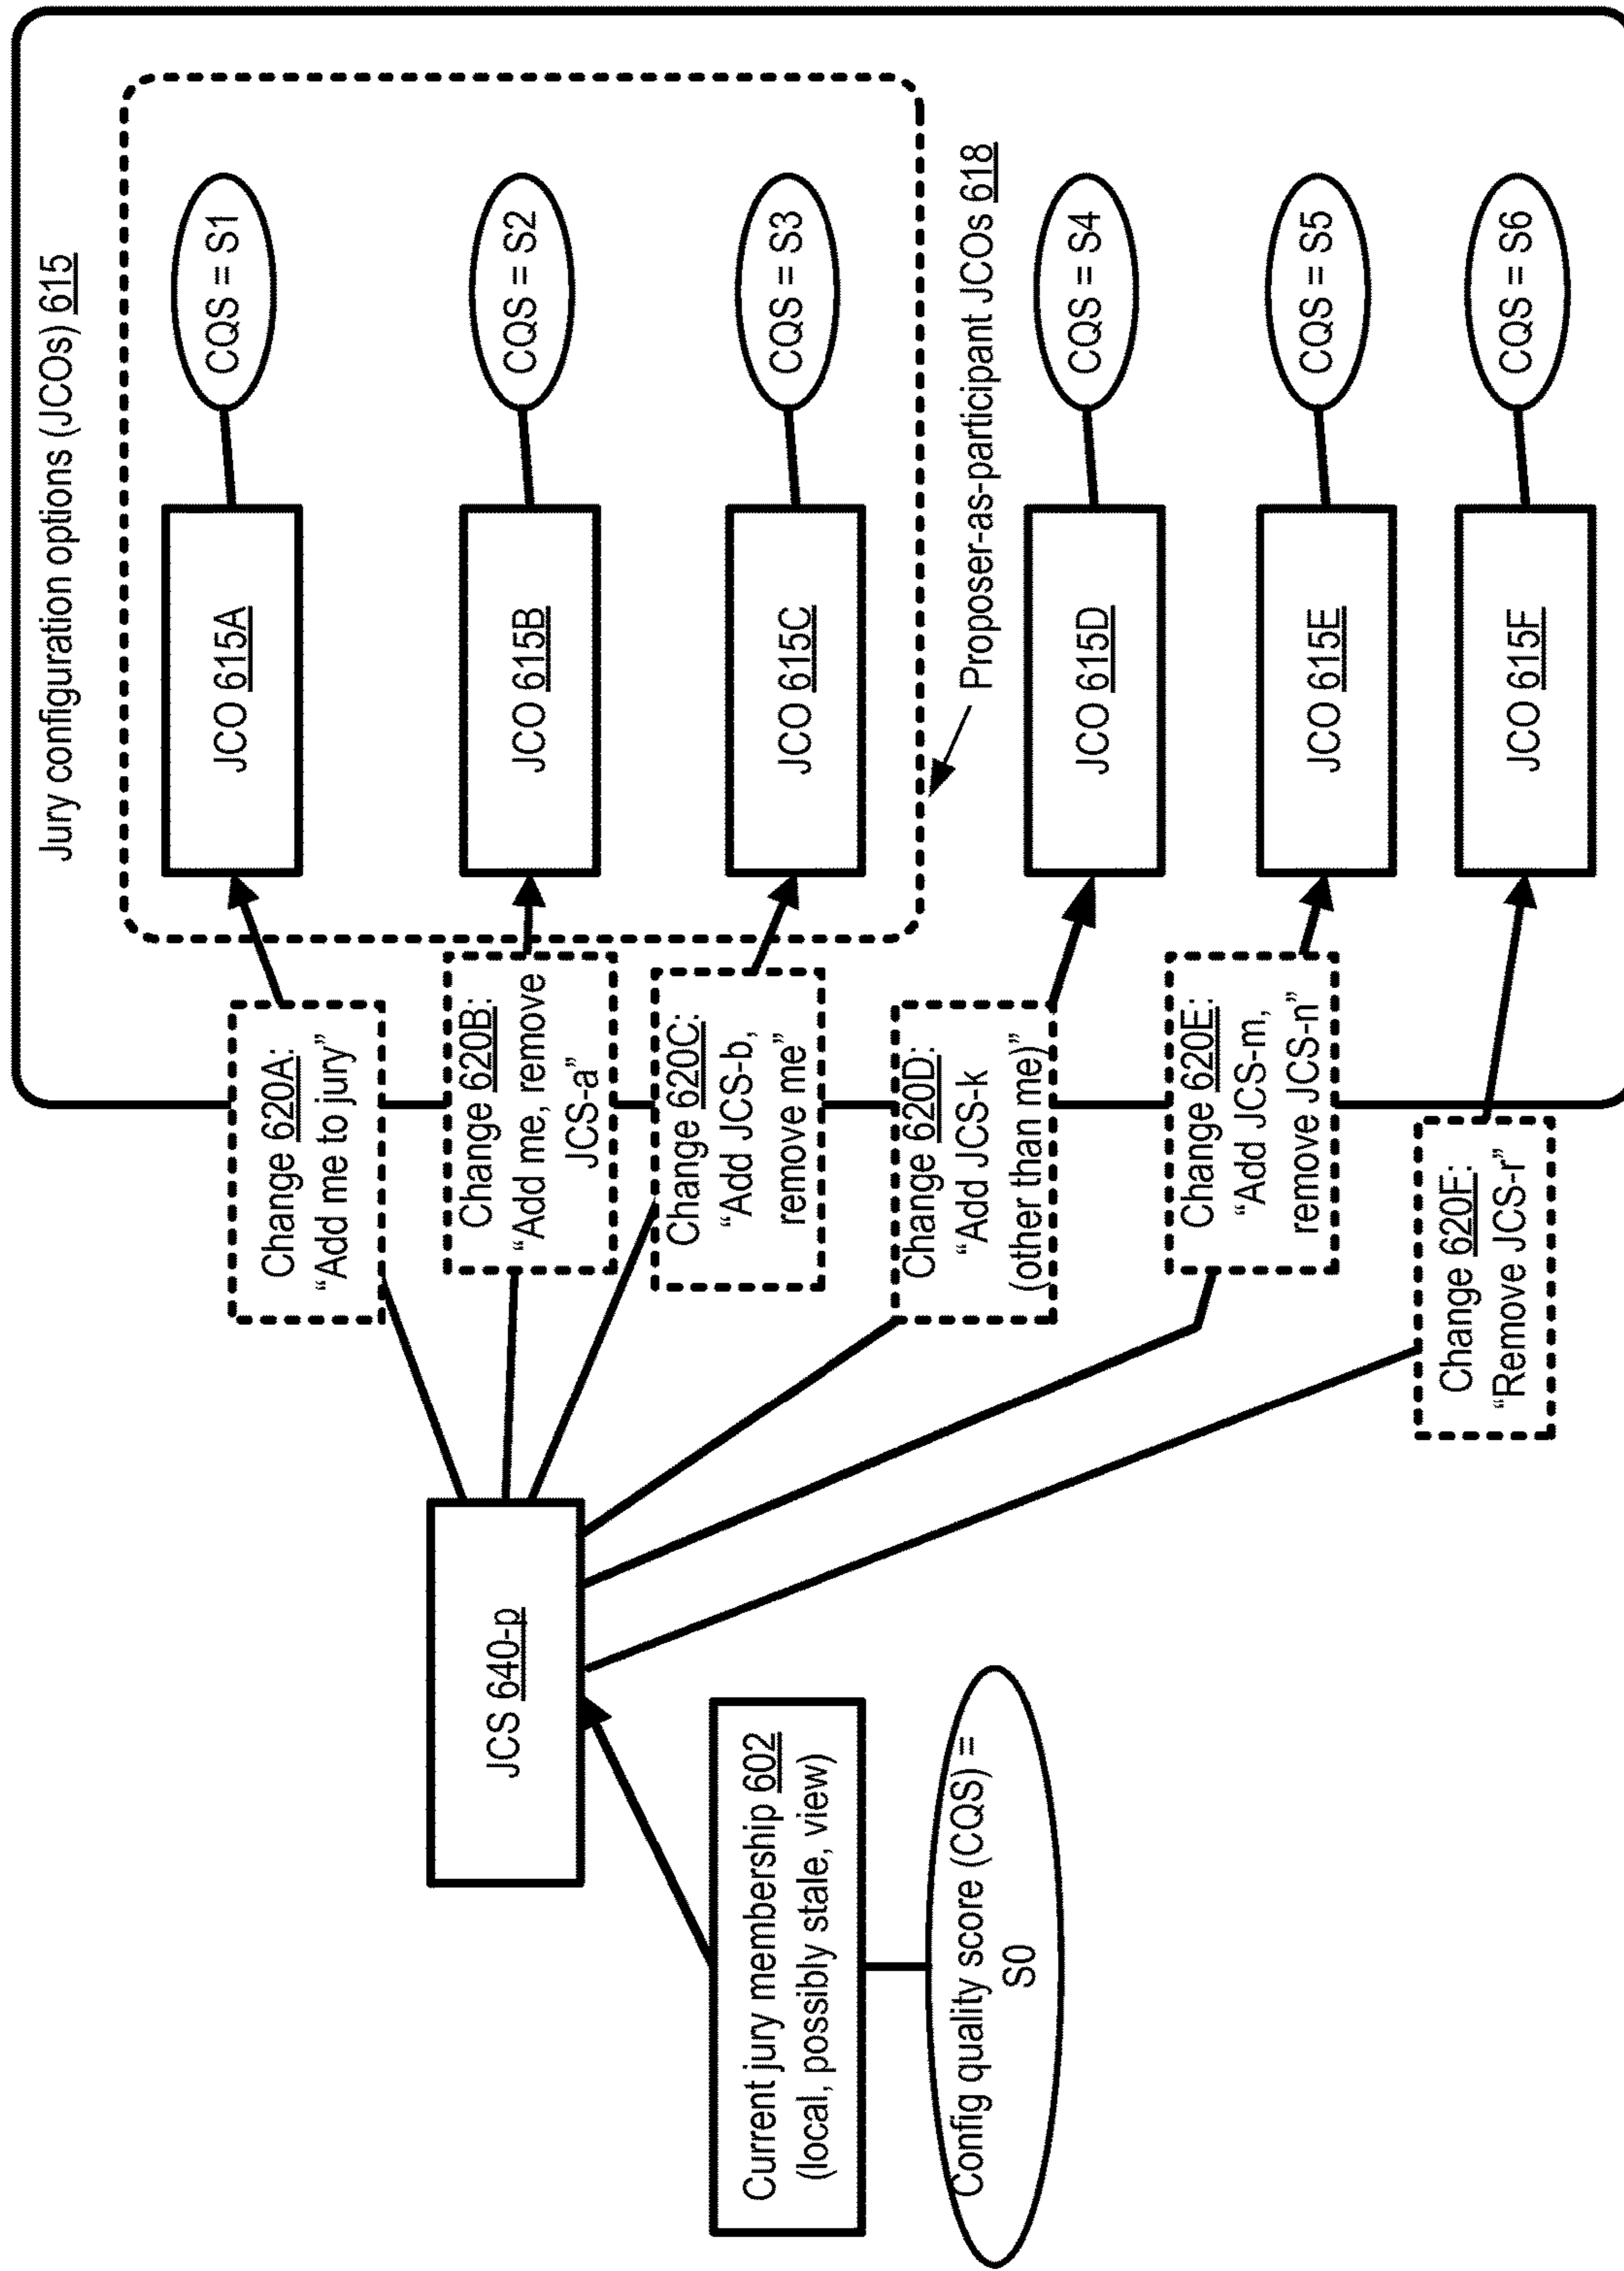 Jury configuration options (JCOs) 615
Current jury membership 602
(local, possibly stale, view)
Config quality score (CQS) =
S0
JCS 640-p
Change 620A:
"Add me to jury"
JCO 615A
CQS = S1
Change 620B:
“Add me, remove
JCS-a”
JCO 615B
CQS = S2
Change 620C:
“Add JCS-b,
remove me”
JCO 615C
CQS = S3
Proposer-as-participant JCOs 618
Change 620D:
“Add JCS-k
(other than me)”
JCO 615D
CQS = S4
Change 620E:
“Add JCS-m,
remove JCS-n”
JCO 615E
CQS = S5
Change 620F:
“Remove JCS-r”
JCO 615F
CQS = S6